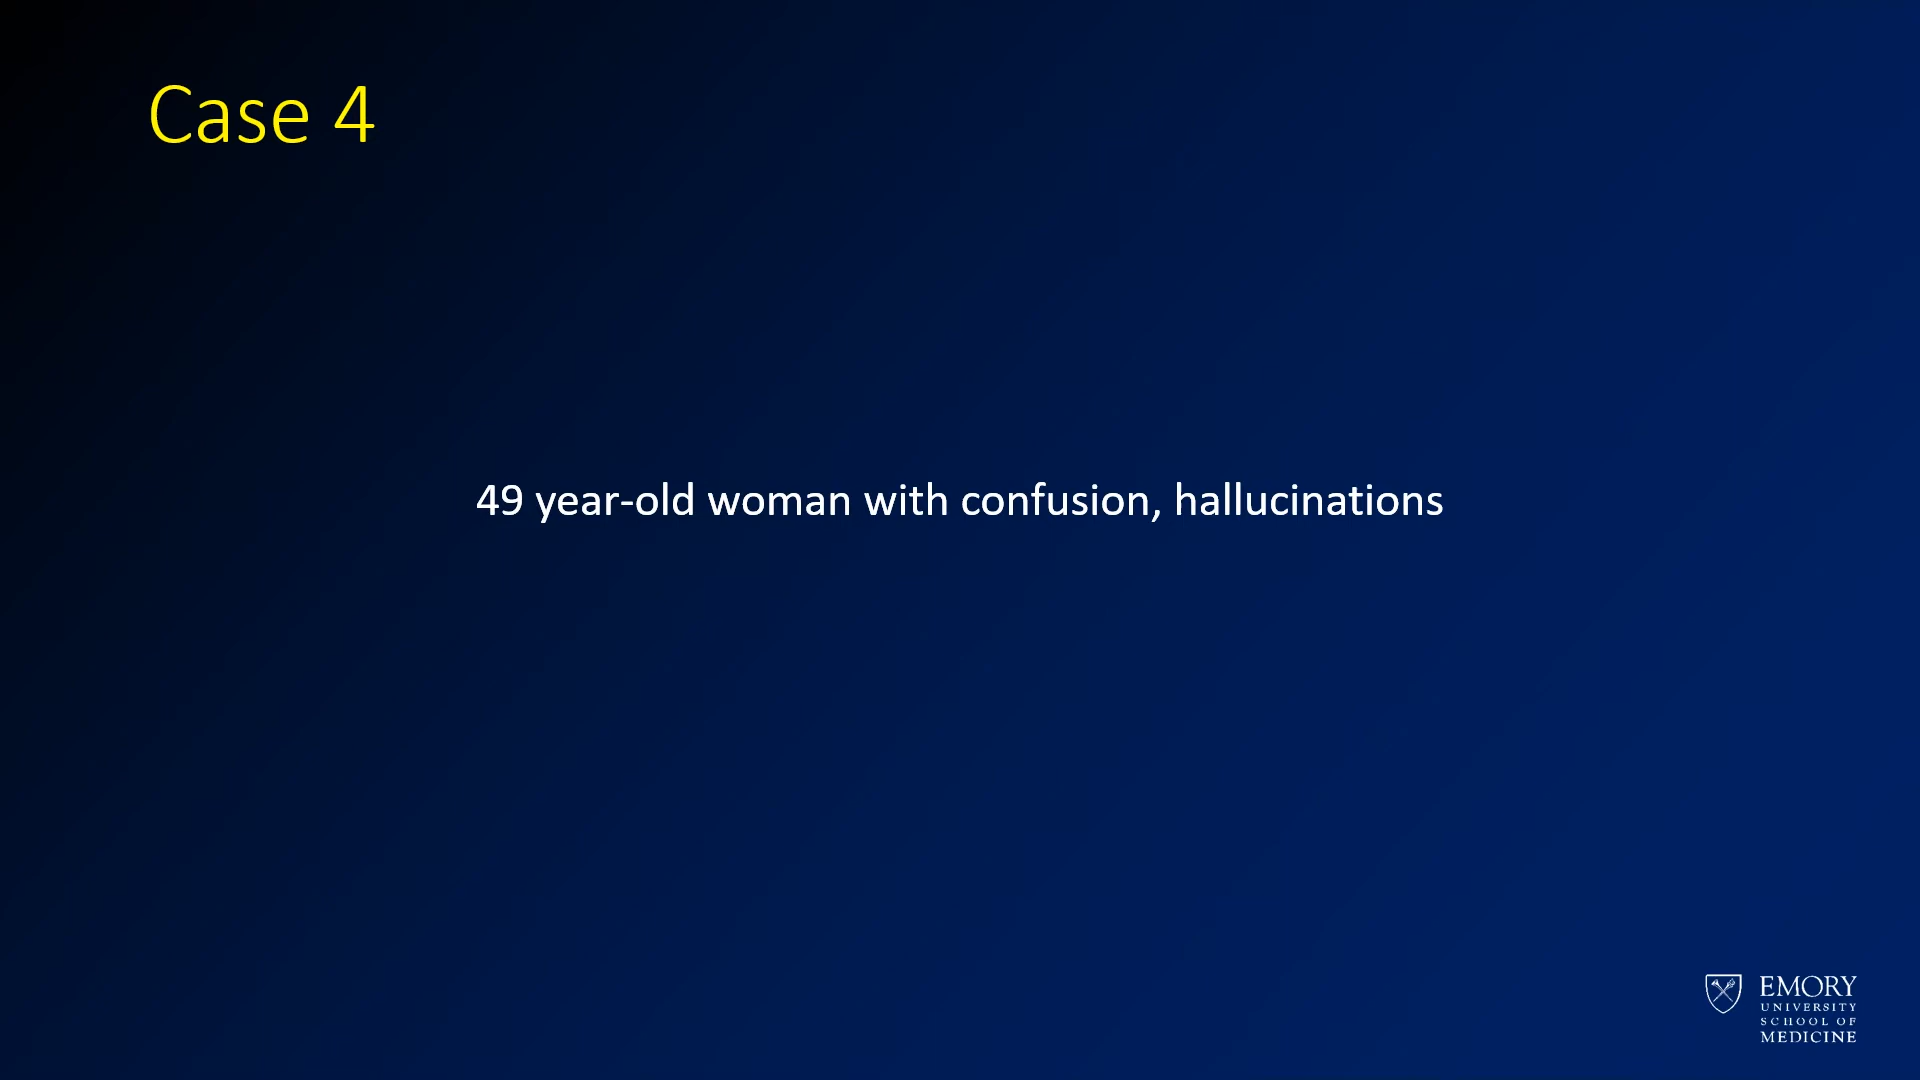 Case 4
49 year-old woman with confusion, hallucinations
EMORY
UNIVERSITY
SCHOOL OF
MEDICINE